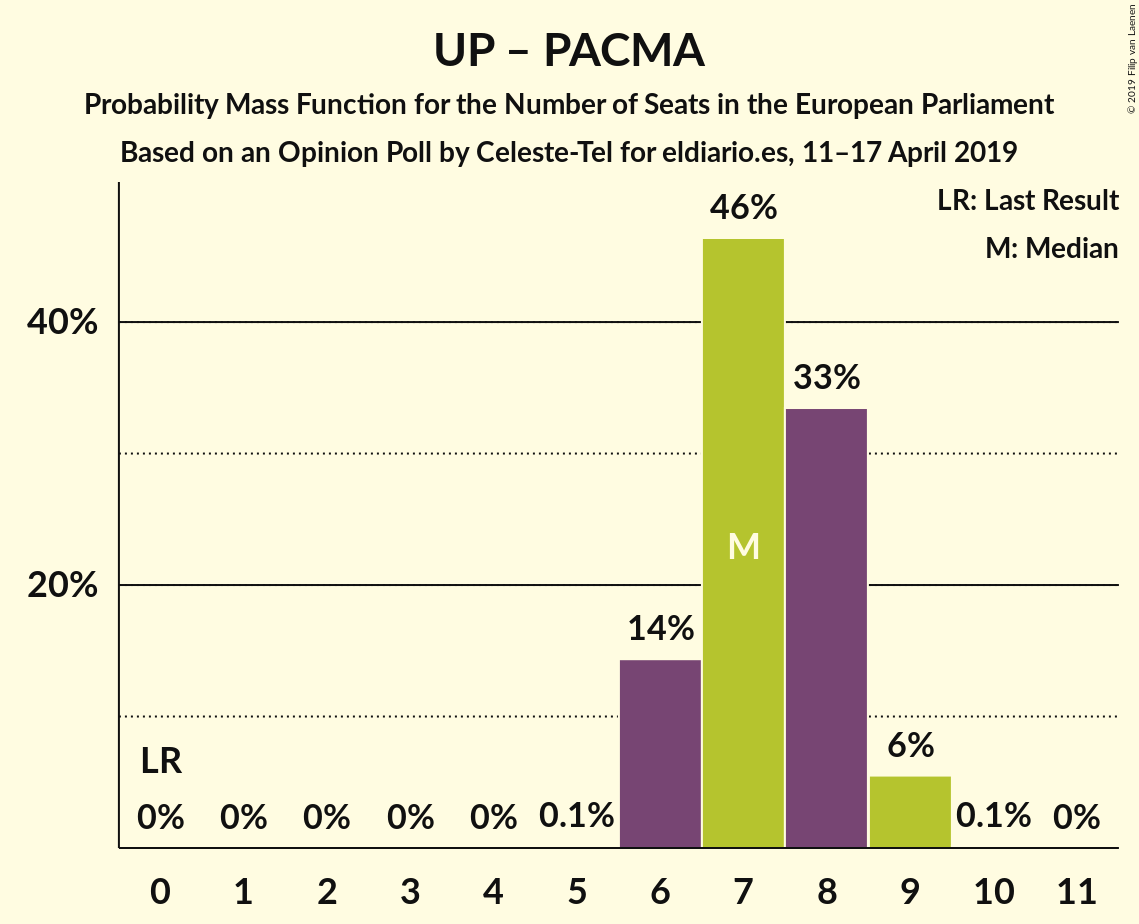 UP – PACMA
Probability Mass Function for the Number of Seats in the European Parliament
Based on an Opinion Poll by Celeste-Tel for eldiario.es, 11–17 April 2019
© 2019 Filip van Laenen
LR: Last Result
M: Median
46%
40%
33%
M
20%
14%
6%
LR
0% 0% 0% 0% 0% 0.1% 0.1% 0%
0 1 2 3 4 5 6 7 8 9 10 11